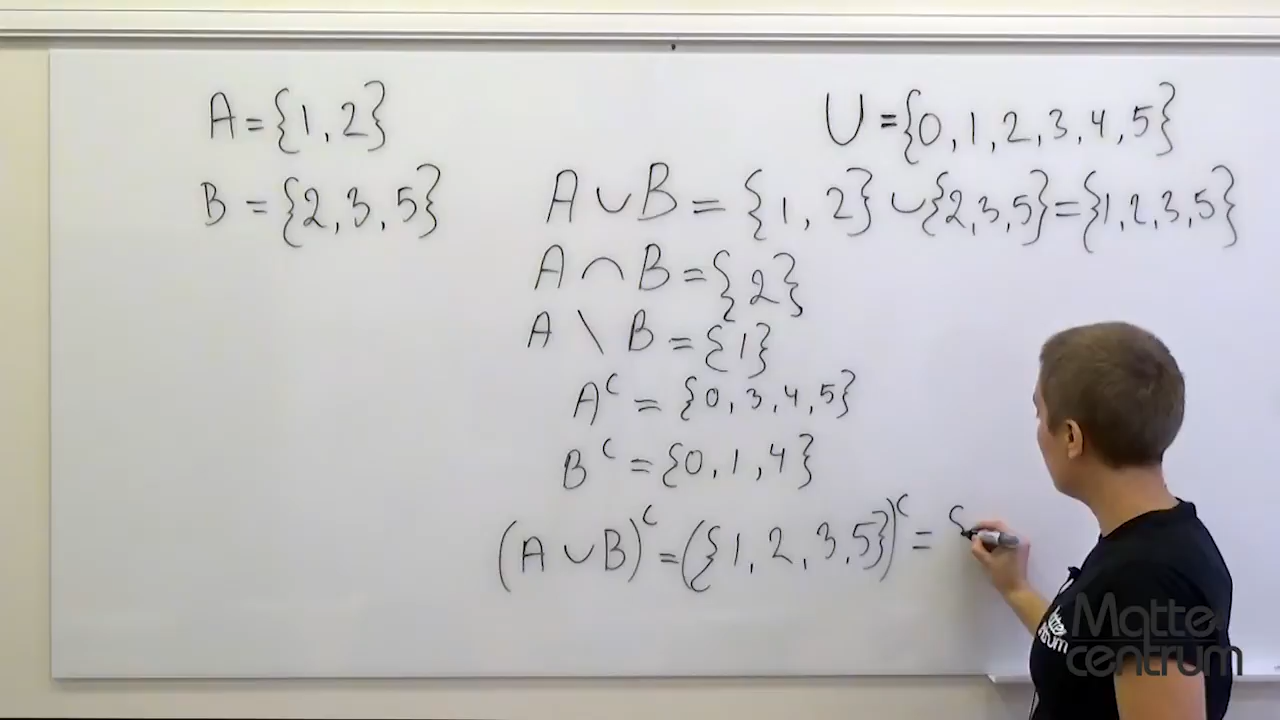 A = {1, 2}
U = {0, 1, 2, 3, 4, 5}
B = {2, 3, 5}
A ∪ B = {1, 2} ∪ {2, 3, 5} = {1, 2, 3, 5}
A ∩ B = {2}
A \ B = {1}
A^C = {0, 3, 4, 5}
B^C = {0, 1, 4}
(A ∪ B)^C = ({1, 2, 3, 5})^C =
Matte
centrum